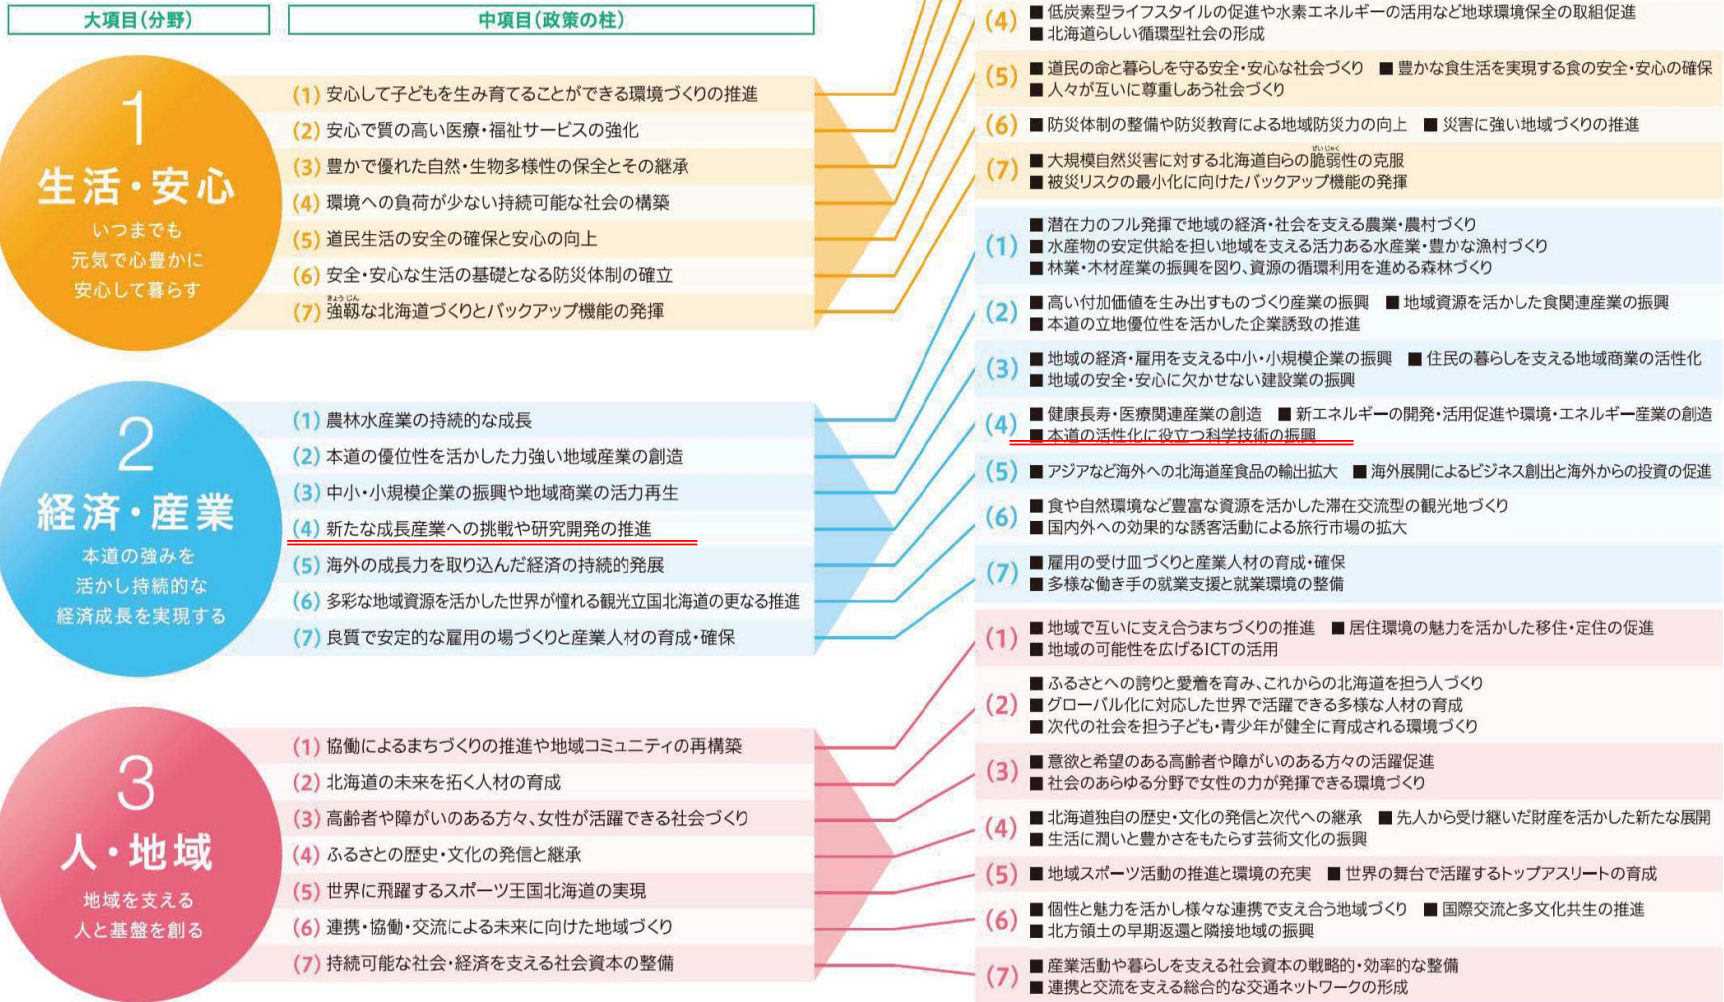 大項目(分野)
中項目(政策の柱)
1
生活・安心
いつまでも
元気で心豊かに
安心して暮らす
(1) 安心して子どもを生み育てることができる環境づくりの推進
(2) 安心で質の高い医療・福祉サービスの強化
(3) 豊かで優れた自然・生物多様性の保全とその継承
(4) 環境への負荷が少ない持続可能な社会の構築
(5) 道民生活の安全の確保と安心の向上
(6) 安全・安心な生活の基礎となる防災体制の確立
きょうじん
(7) 強靱な北海道づくりとバックアップ機能の発揮
2
経済・産業
本道の強みを
活かし持続的な
経済成長を実現する
(1) 農林水産業の持続的な成長
(2) 本道の優位性を活かした力強い地域産業の創造
(3) 中小・小規模企業の振興や地域商業の活力再生
(4) 新たな成長産業への挑戦や研究開発の推進
(5) 海外の成長力を取り込んだ経済の持続的発展
(6) 多彩な地域資源を活かした世界が憧れる観光立国北海道の更なる推進
(7) 良質で安定的な雇用の場づくりと産業人材の育成・確保
3
人・地域
地域を支える
人と基盤を創る
(1) 協働によるまちづくりの推進や地域コミュニティの再構築
(2) 北海道の未来を拓く人材の育成
(3) 高齢者や障がいのある方々、女性が活躍できる社会づくり
(4) ふるさとの歴史・文化の発信と継承
(5) 世界に飛躍するスポーツ王国北海道の実現
(6) 連携・協働・交流による未来に向けた地域づくり
(7) 持続可能な社会・経済を支える社会資本の整備
(4) ■ 低炭素型ライフスタイルの促進や水素エネルギーの活用など地球環境保全の取組促進
■ 北海道らしい循環型社会の形成
(5) ■ 道民の命と暮らしを守る安全・安心な社会づくり ■ 豊かな食生活を実現する食の安全・安心の確保
■ 人々が互いに尊重しあう社会づくり
(6) ■ 防災体制の整備や防災教育による地域防災力の向上 ■ 災害に強い地域づくりの推進
ぜいじゃく
(7) ■ 大規模自然災害に対する北海道自らの脆弱性の克服
■ 被災リスクの最小化に向けたバックアップ機能の発揮
(1) ■ 潜在力のフル発揮で地域の経済・社会を支える農業・農村づくり
■ 水産物の安定供給を担い地域を支える活力ある水産業・豊かな漁村づくり
■ 林業・木材産業の振興を図り、資源の循環利用を進める森林づくり
(2) ■ 高い付加価値を生み出すものづくり産業の振興 ■ 地域資源を活かした食関連産業の振興
■ 本道の立地優位性を活かした企業誘致の推進
(3) ■ 地域の経済・雇用を支える中小・小規模企業の振興 ■ 住民の暮らしを支える地域商業の活性化
■ 地域の安全・安心に欠かせない建設業の振興
(4) ■ 健康長寿・医療関連産業の創造 ■ 新エネルギーの開発・活用促進や環境・エネルギー産業の創造
■ 本道の活性化に役立つ科学技術の振興
(5) ■ アジアなど海外への北海道産食品の輸出拡大 ■ 海外展開によるビジネス創出と海外からの投資の促進
(6) ■ 食や自然環境など豊富な資源を活かした滞在交流型の観光地づくり
■ 国内外への効果的な誘客活動による旅行市場の拡大
(7) ■ 雇用の受け皿づくりと産業人材の育成・確保
■ 多様な働き手の就業支援と就業環境の整備
(1) ■ 地域で互いに支え合うまちづくりの推進 ■ 居住環境の魅力を活かした移住・定住の促進
■ 地域の可能性を広げるICTの活用
(2) ■ ふるさとへの誇りと愛着を育み、これからの北海道を担う人づくり
■ グローバル化に対応した世界で活躍できる多様な人材の育成
■ 次代の社会を担う子ども・青少年が健全に育成される環境づくり
(3) ■ 意欲と希望のある高齢者や障がいのある方々の活躍促進
■ 社会のあらゆる分野で女性の力が発揮できる環境づくり
(4) ■ 北海道独自の歴史・文化の発信と次代への継承 ■ 先人から受け継いだ財産を活かした新たな展開
■ 生活に潤いと豊かさをもたらす芸術文化の振興
(5) ■ 地域スポーツ活動の推進と環境の充実 ■ 世界の舞台で活躍するトップアスリートの育成
(6) ■ 個性と魅力を活かし様々な連携で支え合う地域づくり ■ 国際交流と多文化共生の推進
■ 北方領土の早期返還と隣接地域の振興
(7) ■ 産業活動や暮らしを支える社会資本の戦略的・効率的な整備
■ 連携と交流を支える総合的な交通ネットワークの形成